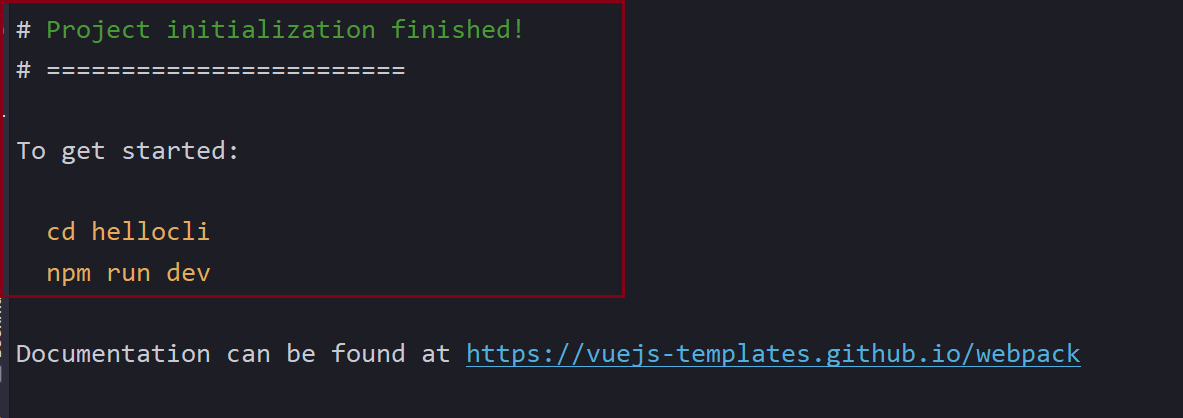 # Project initialization finished!
# ========================
To get started:
cd hellocli
npm run dev
Documentation can be found at https://vuejs-templates.github.io/webpack